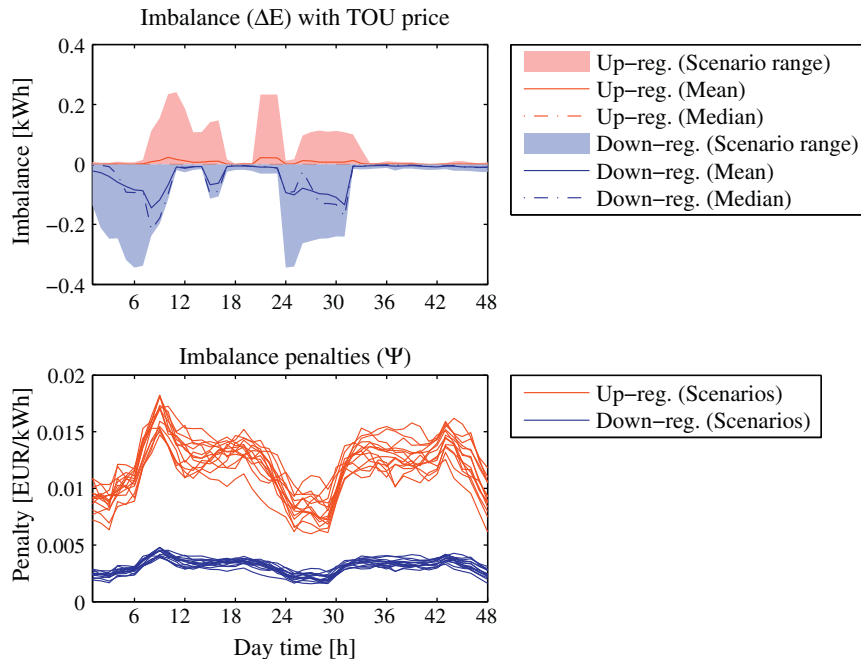 Imbalance (ΔE) with TOU price
0.4
0.2
0
−0.2
−0.4
Imbalance [kWh]
6 12 18 24 30 36 42 48
Up−reg. (Scenario range)
Up−reg. (Mean)
Up−reg. (Median)
Down−reg. (Scenario range)
Down−reg. (Mean)
Down−reg. (Median)
Imbalance penalties (Ψ)
0.02
0.015
0.01
0.005
0
Penalty [EUR/kWh]
6 12 18 24 30 36 42 48
Day time [h]
Up−reg. (Scenarios)
Down−reg. (Scenarios)